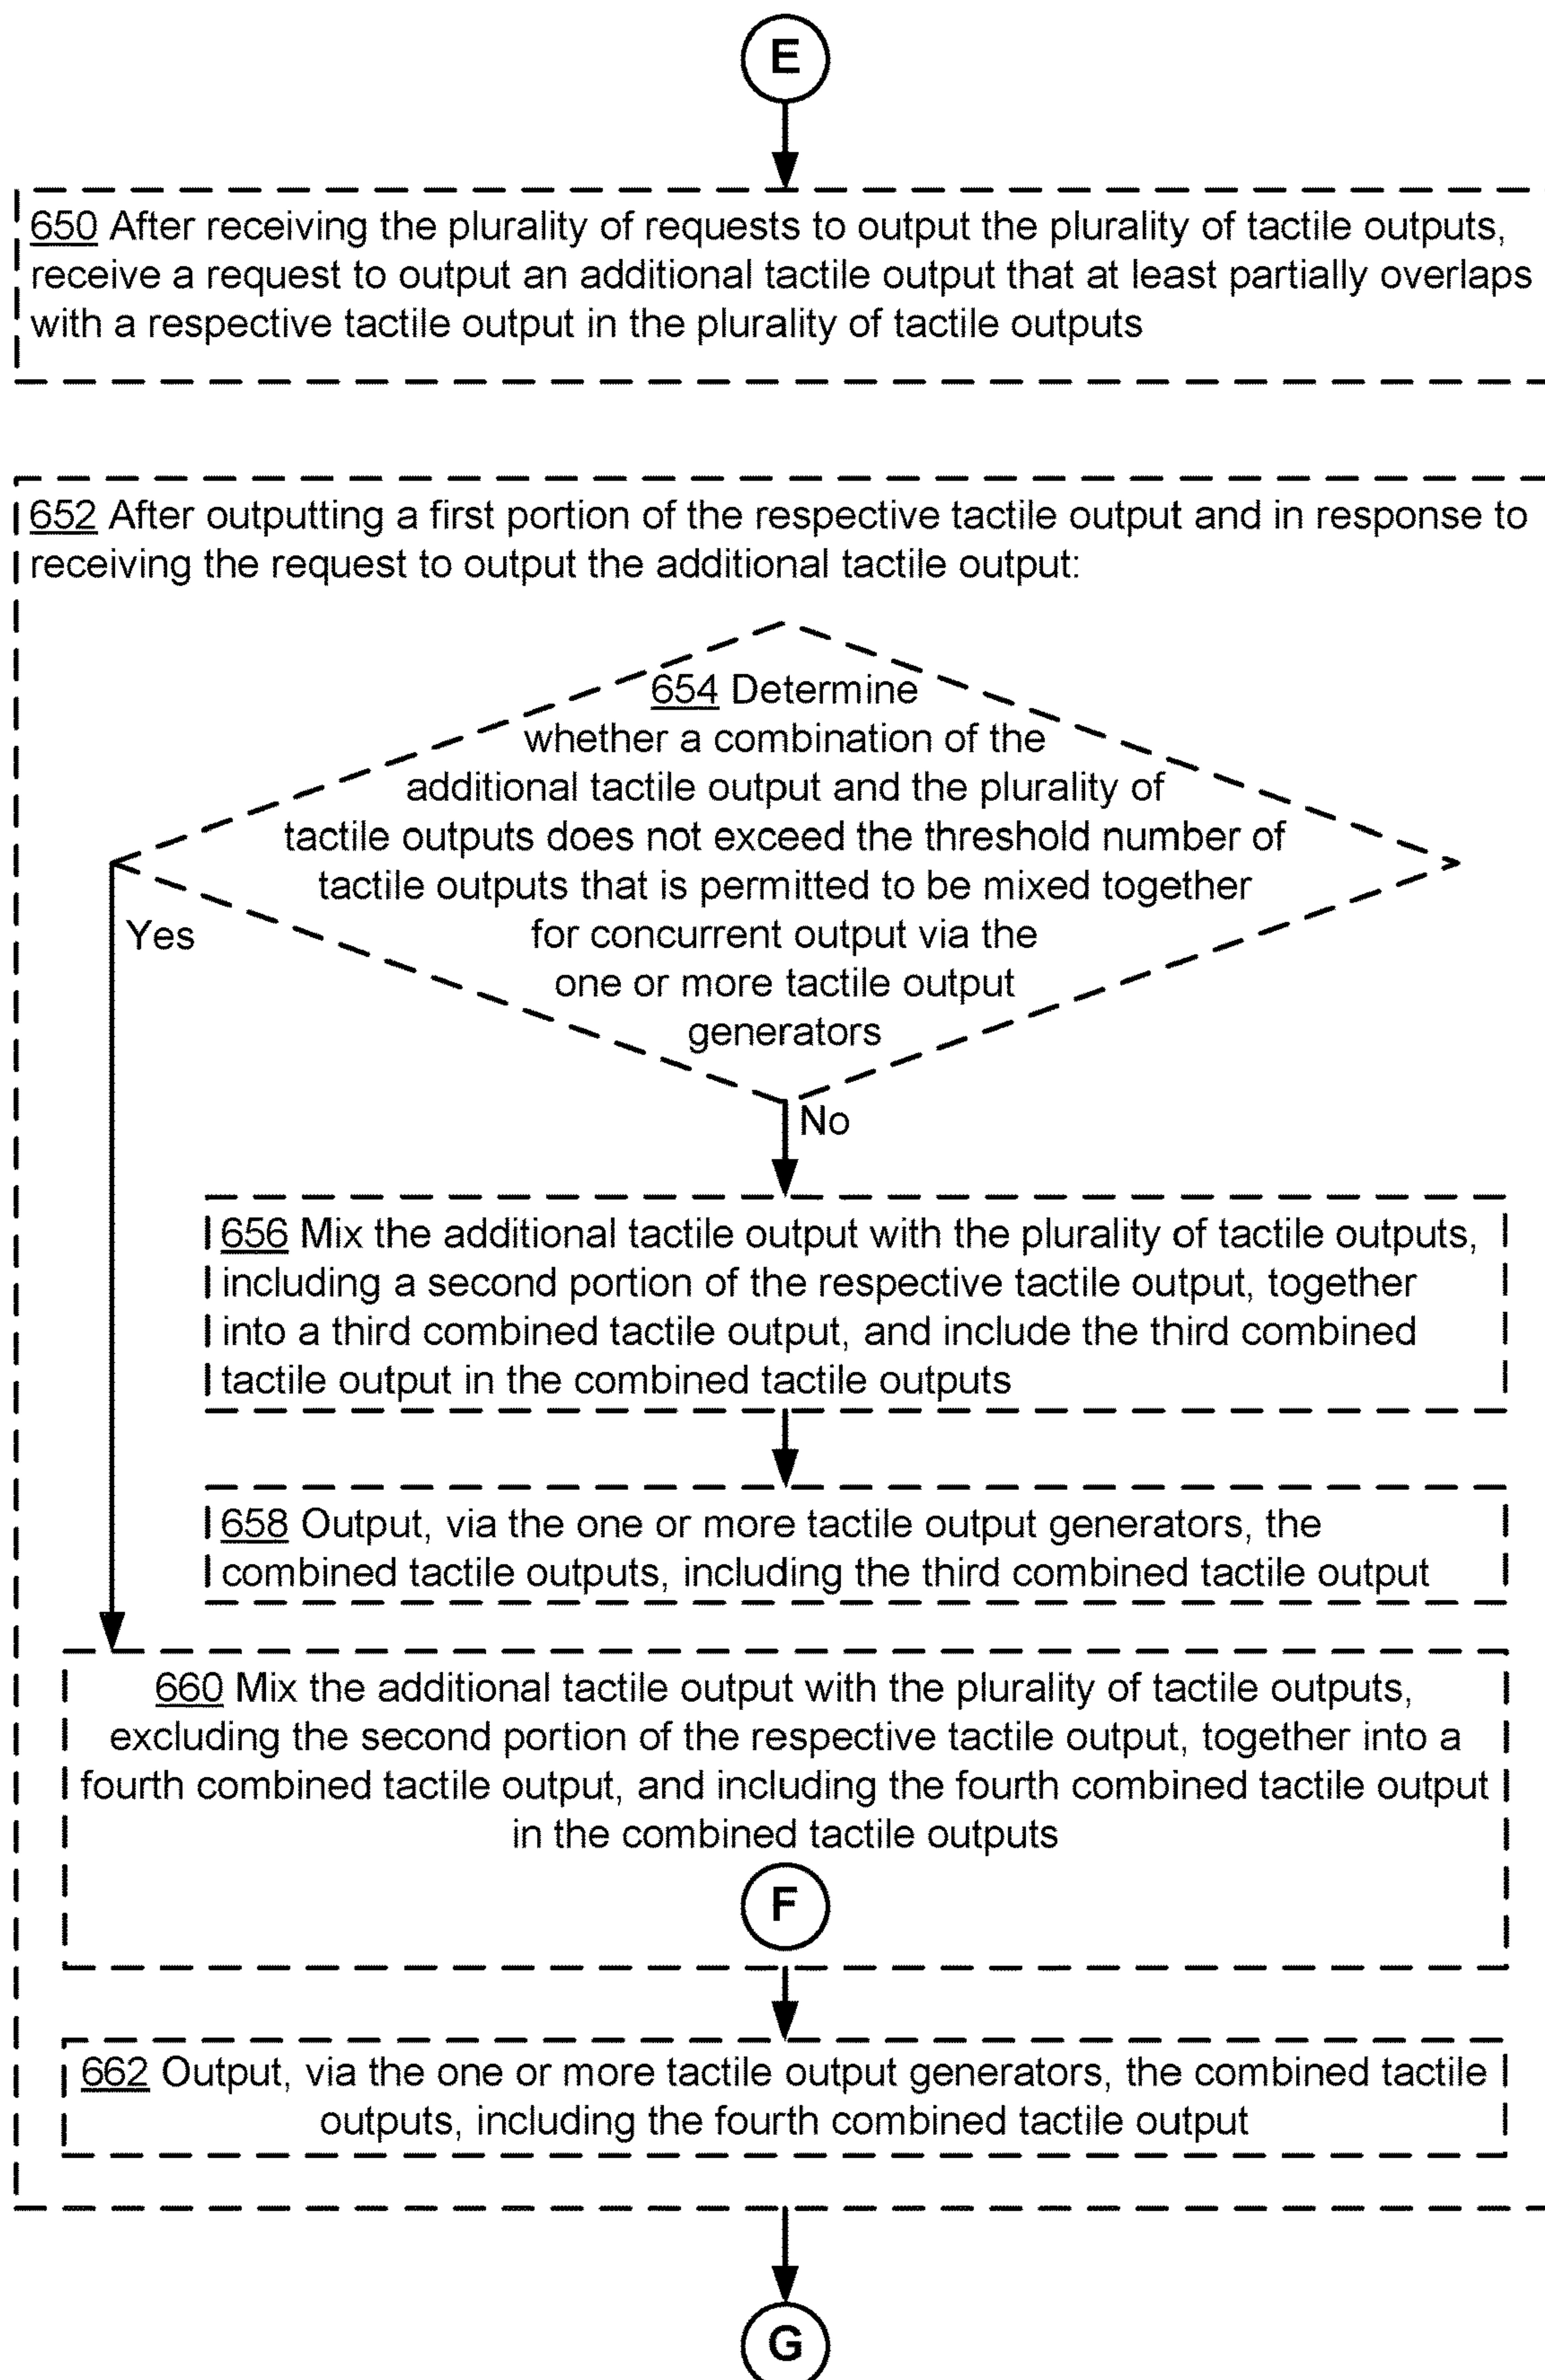 E
650 After receiving the plurality of requests to output the plurality of tactile outputs,
receive a request to output an additional tactile output that at least partially overlaps
with a respective tactile output in the plurality of tactile outputs
652 After outputting a first portion of the respective tactile output and in response to
receiving the request to output the additional tactile output:
654 Determine
whether a combination of the
additional tactile output and the plurality of
tactile outputs does not exceed the threshold number of
tactile outputs that is permitted to be mixed together
for concurrent output via the
one or more tactile output
generators
Yes
No
656 Mix the additional tactile output with the plurality of tactile outputs,
including a second portion of the respective tactile output, together
into a third combined tactile output, and include the third combined
tactile output in the combined tactile outputs
658 Output, via the one or more tactile output generators, the
combined tactile outputs, including the third combined tactile output
660 Mix the additional tactile output with the plurality of tactile outputs,
excluding the second portion of the respective tactile output, together into a
fourth combined tactile output, and including the fourth combined tactile output
in the combined tactile outputs
F
662 Output, via the one or more tactile output generators, the combined tactile
outputs, including the fourth combined tactile output
G